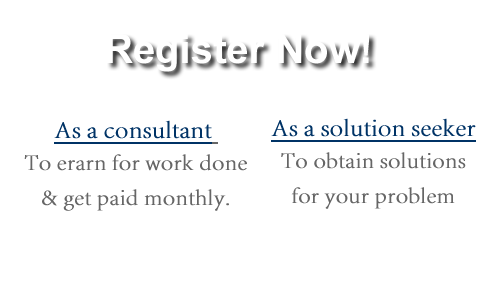 Register Now!
As a consultant
To erarn for work done
& get paid monthly.
As a solution seeker
To obtain solutions
for your problem